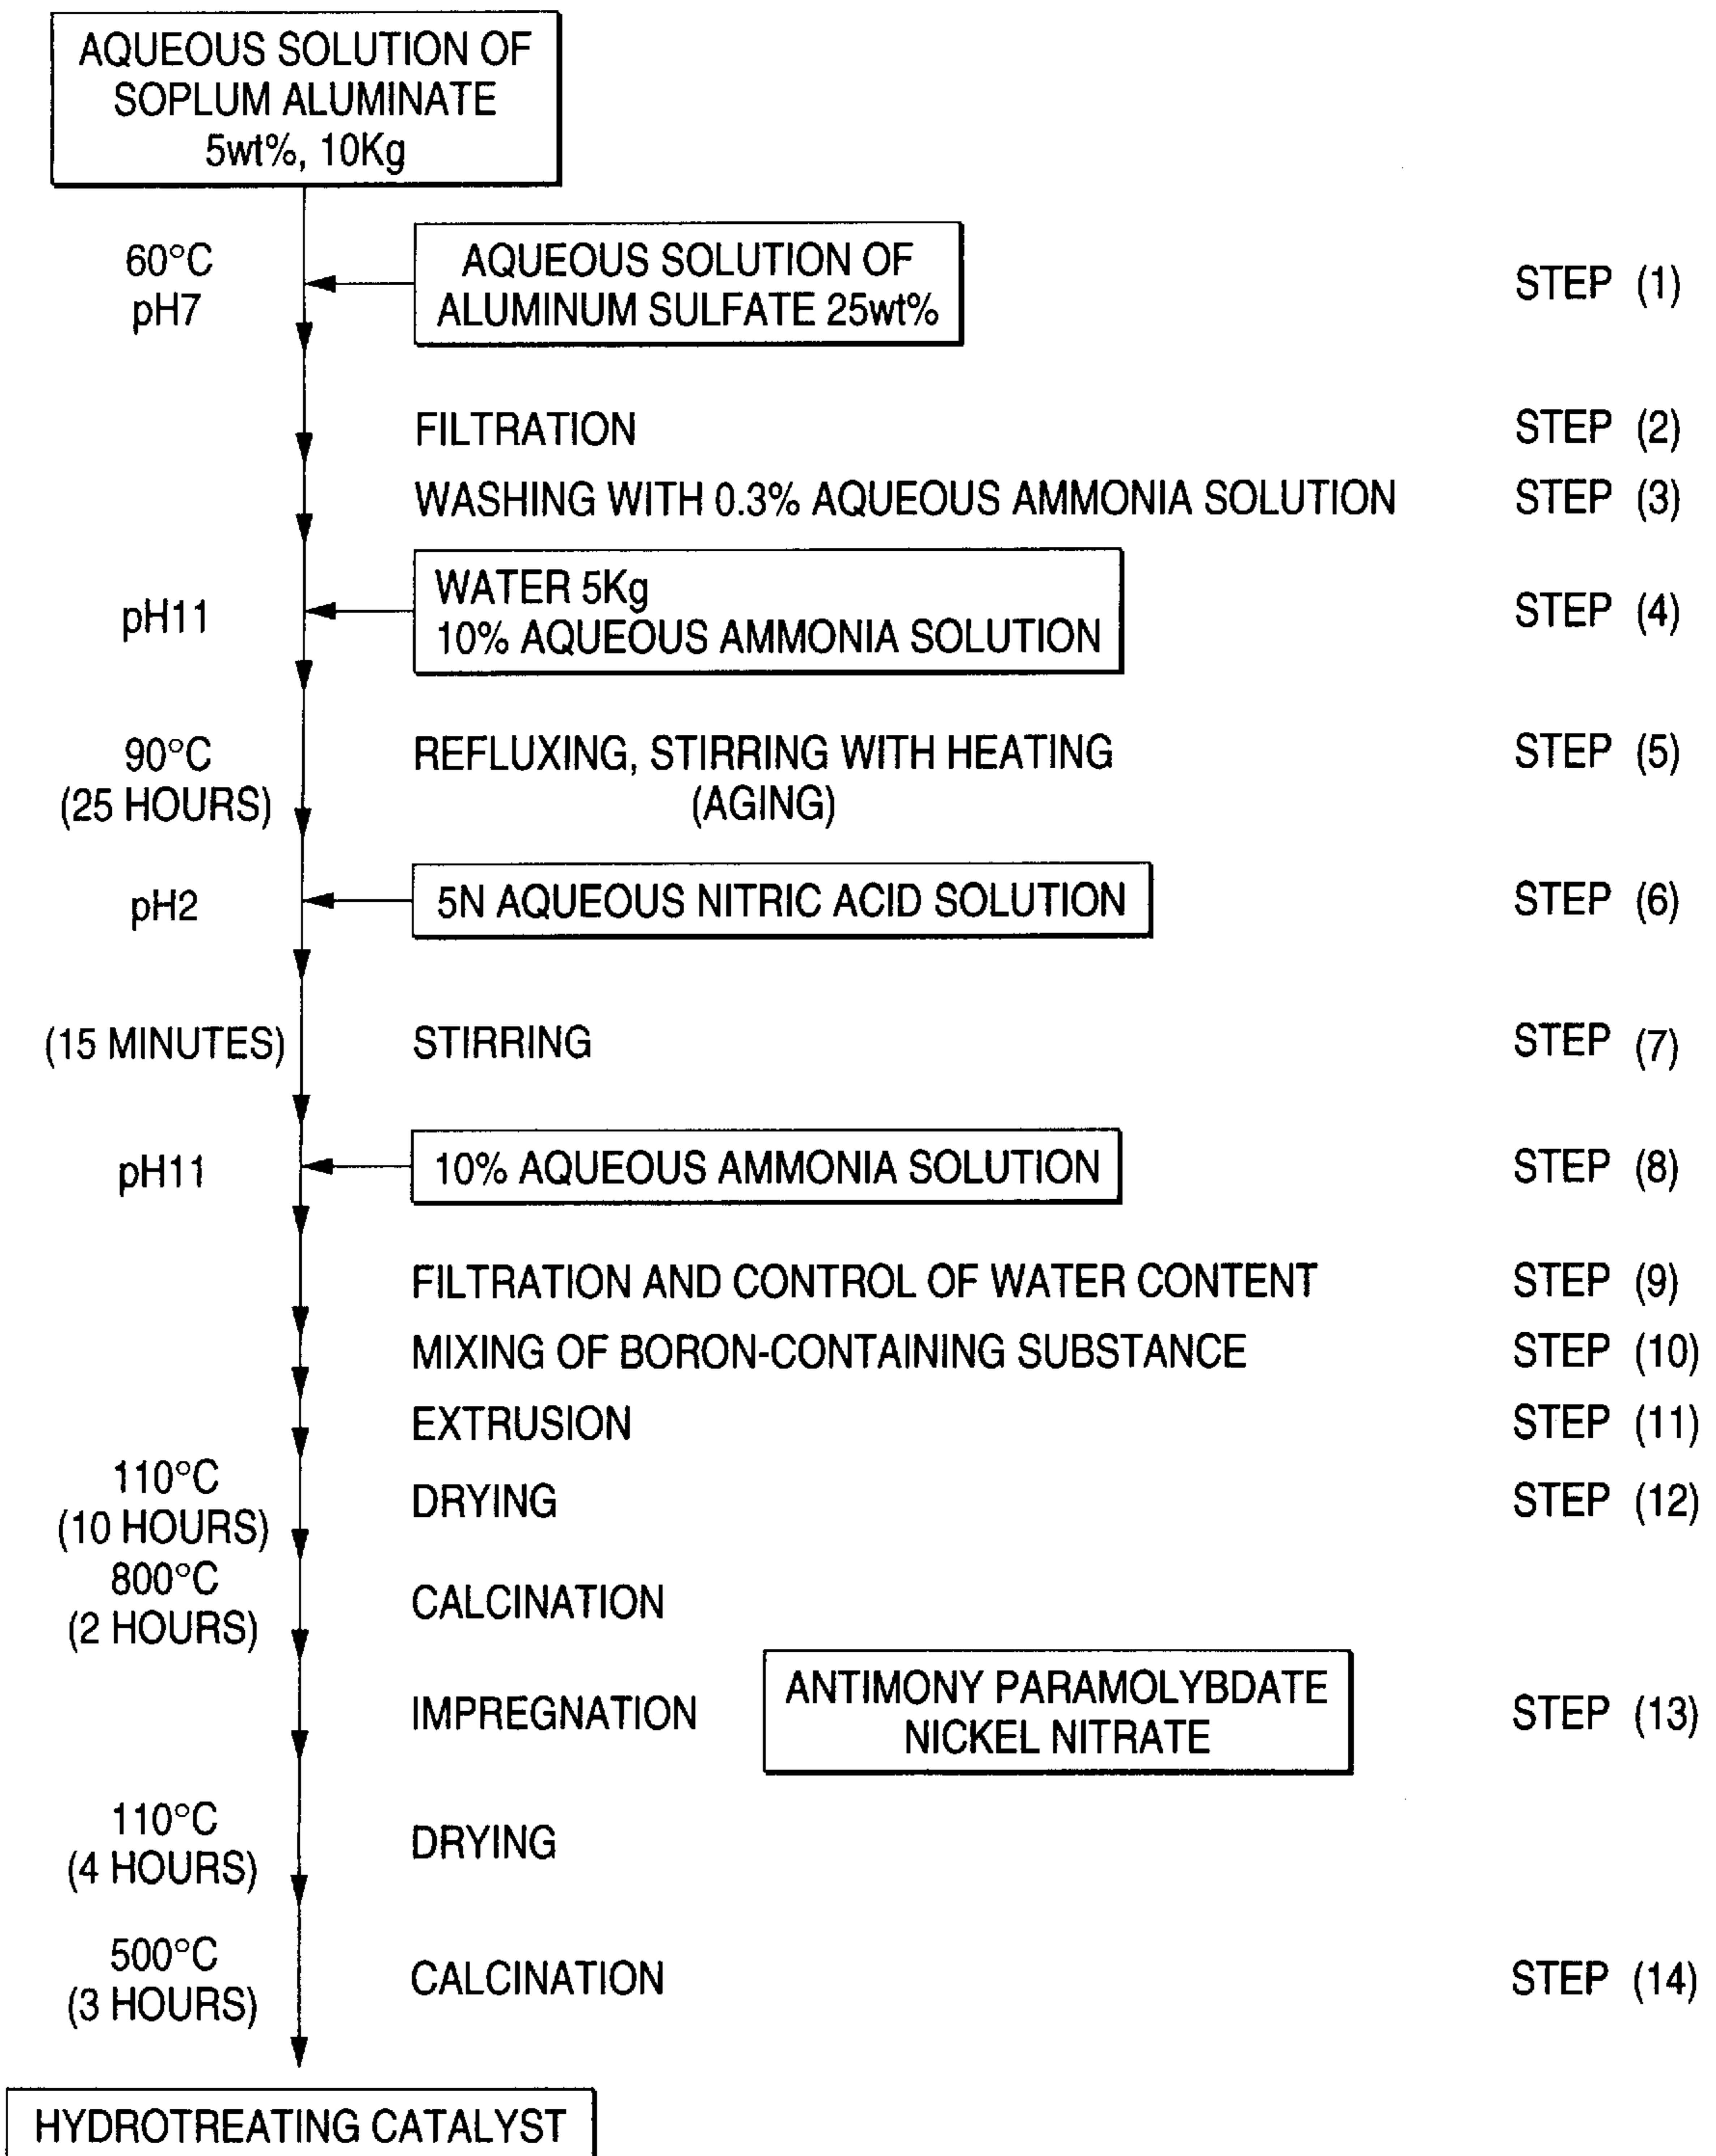 AQUEOUS SOLUTION OF
SOPLUM ALUMINATE
5wt%, 10Kg
60°C
pH7
AQUEOUS SOLUTION OF
ALUMINUM SULFATE 25wt%
STEP (1)
FILTRATION
STEP (2)
WASHING WITH 0.3% AQUEOUS AMMONIA SOLUTION
STEP (3)
pH11
WATER 5Kg
10% AQUEOUS AMMONIA SOLUTION
STEP (4)
90°C
(25 HOURS)
REFLUXING, STIRRING WITH HEATING
(AGING)
STEP (5)
pH2
5N AQUEOUS NITRIC ACID SOLUTION
STEP (6)
(15 MINUTES)
STIRRING
STEP (7)
pH11
10% AQUEOUS AMMONIA SOLUTION
STEP (8)
FILTRATION AND CONTROL OF WATER CONTENT
STEP (9)
MIXING OF BORON-CONTAINING SUBSTANCE
STEP (10)
EXTRUSION
STEP (11)
110°C
(10 HOURS)
DRYING
STEP (12)
800°C
(2 HOURS)
CALCINATION
IMPREGNATION
ANTIMONY PARAMOLYBDATE
NICKEL NITRATE
STEP (13)
110°C
(4 HOURS)
DRYING
500°C
(3 HOURS)
CALCINATION
STEP (14)
HYDROTREATING CATALYST